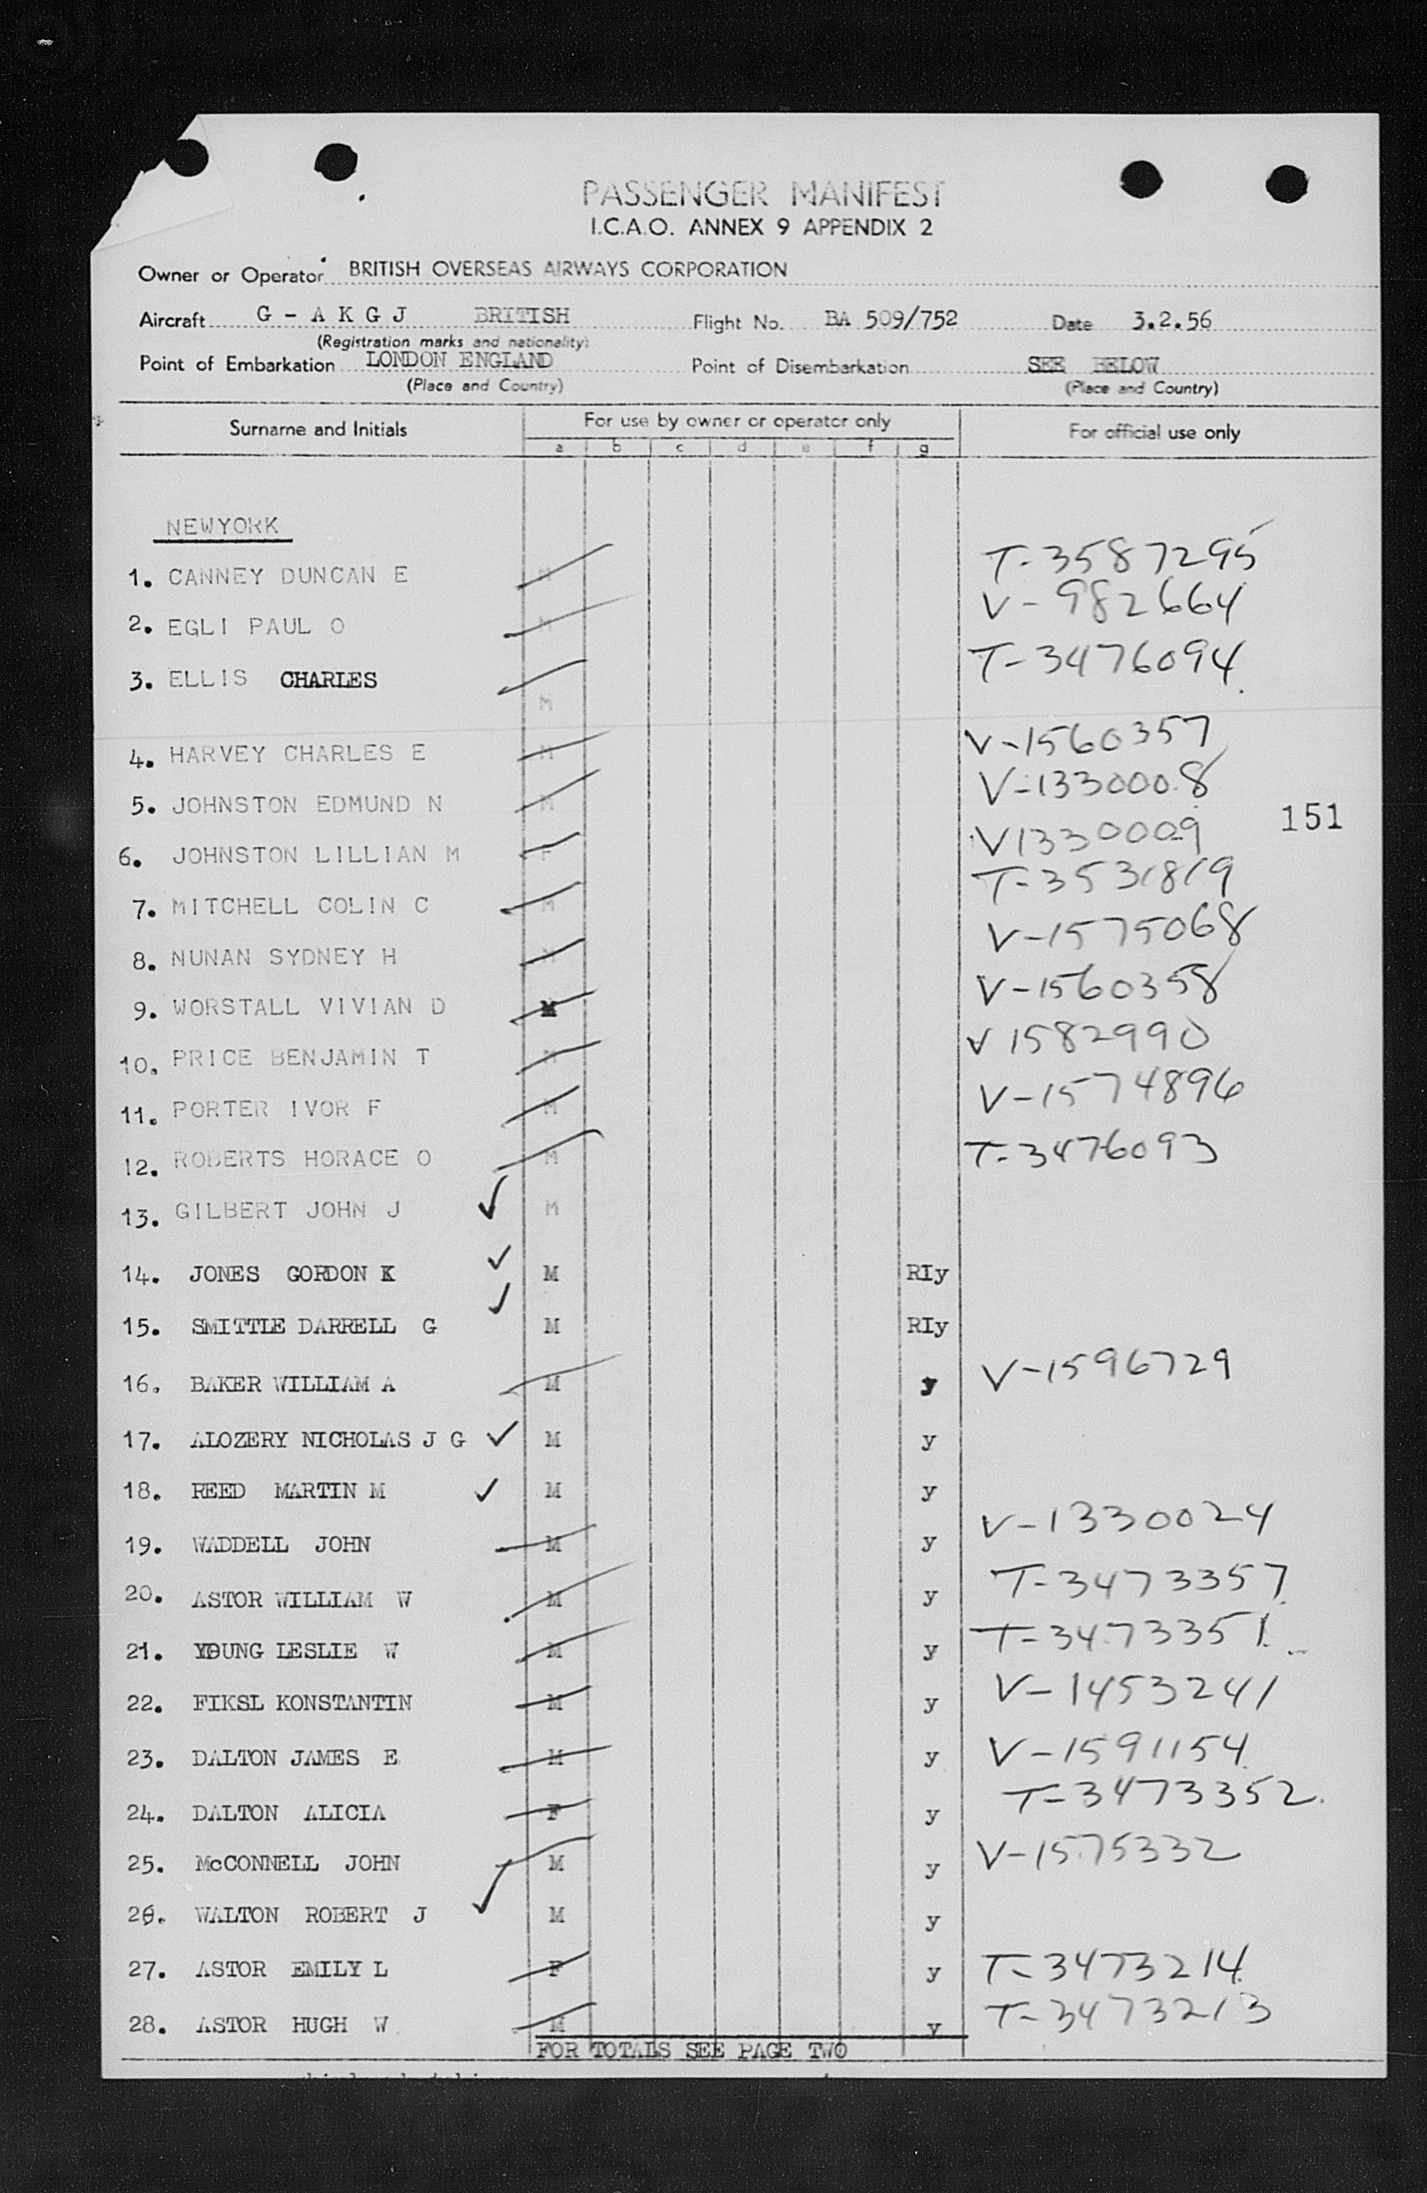 PASSENGER MANIFEST
I.C.A.O. ANNEX 9 APPENDIX 2
Owner or Operator BRITISH OVERSEAS AIRWAYS CORPORATION
Aircraft G - A K G J BRITISH Flight No. BA 509/752 Date 3.2.56
(Registration marks and nationality)
Point of Embarkation LONDON ENGLAND Point of Disembarkation SEE BELOW
(Place and Country) (Place and Country)
Surname and Initials For use by owner or operator only For official use only
a b c d e f g
NEWYORK
1. CANNEY DUNCAN E M T-3587295
2. EGLI PAUL O M V-982664
3. ELLIS CHARLES M T-3476094
4. HARVEY CHARLES E M V-1560357
5. JOHNSTON EDMUND N M V-1330008
151
6. JOHNSTON LILLIAN M F V1330009
7. MITCHELL COLIN C M T-3531819
8. NUNAN SYDNEY H M V-1575068
9. WORSTALL VIVIAN D M V-1560358
10. PRICE BENJAMIN T M V1582990
11. PORTER IVOR F M V-1574896
12. ROBERTS HORACE O M T-3476093
13. GILBERT JOHN J M
14. JONES GORDON K M RIy
15. SMITTLE DARRELL G M RIy
16. BAKER WILLIAM A M y V-1596729
17. ALOZERY NICHOLAS J G M y
18. REED MARTIN M M y
19. WADDELL JOHN M y V-1330024
20. ASTOR WILLIAM W M y T-3473357
21. YOUNG LESLIE W M y T-3473351
22. FIKSL KONSTANTIN M y V-1453241
23. DALTON JAMES E M y V-1591154
24. DALTON ALICIA F y T-3473352
25. McCONNELL JOHN M y V-1575332
26. WALTON ROBERT J M y
27. ASTOR EMILY L F y T-3473214
28. ASTOR HUGH W M y T-3473213
FOR TOTALS SEE PAGE TWO